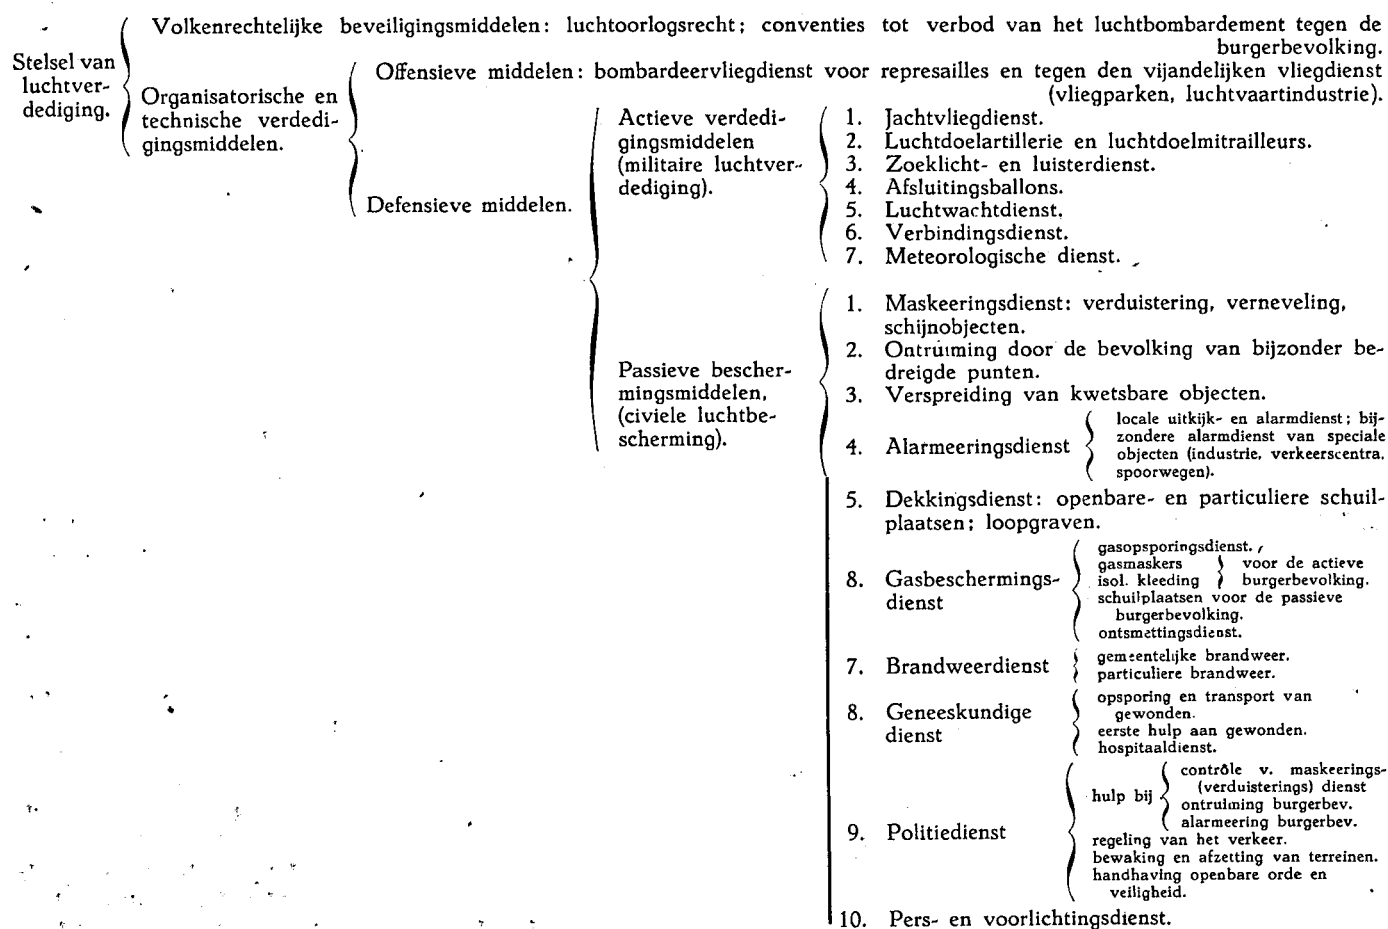 Stelsel van
luchtver-
dediging.
Volkenrechtelijke beveiligingsmiddelen: luchtoorlogsrecht; conventies tot verbod van het luchtbombardement tegen de
burgerbevolking.
Organisatorische en
technische verdedi-
gingsmiddelen.
Offensieve middelen: bombardeervliegdienst voor represailles en tegen den vijandelijken vliegdienst
(vliegparken, luchtvaartindustrie).
Defensieve middelen.
Actieve verdedi-
gingsmiddelen
(militaire luchtver-
dediging).
1. Jachtvliegdienst.
2. Luchtdoelartillerie en luchtdoelmitrailleurs.
3. Zoeklicht- en luisterdienst.
4. Afsluitingsballons.
5. Luchtwachtdienst.
6. Verbindingsdienst.
7. Meteorologische dienst.
Passieve bescher-
mingsmiddelen,
(civiele luchtbe-
scherming).
1. Maskeeringsdienst: verduistering, verneveling,
schijnobjecten.
2. Ontruiming door de bevolking van bijzonder be-
dreigde punten.
3. Verspreiding van kwetsbare objecten.
4. Alarmeeringsdienst
locale uitkijk- en alarmdienst; bij-
zondere alarmdienst van speciale
objecten (industrie, verkeerscentra,
spoorwegen).
5. Dekkingsdienst: openbare- en particuliere schuil-
plaatsen; loopgraven.
8. Gasbeschermings-
dienst
gasopsporingsdienst.
gasmaskers
isol. kleeding
voor de actieve
burgerbevolking.
schuilplaatsen voor de passieve
burgerbevolking.
ontsmettingsdienst.
7. Brandweerdienst
gemeentelijke brandweer.
particuliere brandweer.
8. Geneeskundige
dienst
opsporing en transport van
gewonden.
eerste hulp aan gewonden.
hospitaaldienst.
9. Politiedienst
hulp bij
contrôle v. maskeerings-
(verduisterings) dienst
ontruiming burgerbev.
alarmeering burgerbev.
regeling van het verkeer.
bewaking en afzetting van terreinen.
handhaving openbare orde en
veiligheid.
10. Pers- en voorlichtingsdienst.